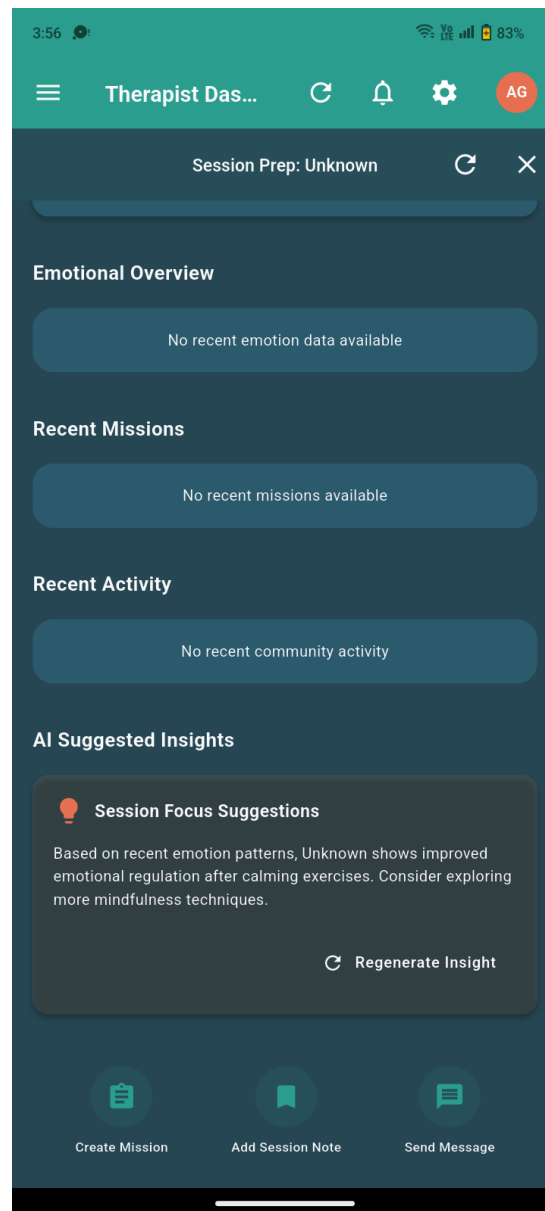 3:56 Vo LTE 83%
Therapist Das... AG
Session Prep: Unknown
Emotional Overview
No recent emotion data available
Recent Missions
No recent missions available
Recent Activity
No recent community activity
AI Suggested Insights
Session Focus Suggestions
Based on recent emotion patterns, Unknown shows improved
emotional regulation after calming exercises. Consider exploring
more mindfulness techniques.
Regenerate Insight
Create Mission Add Session Note Send Message